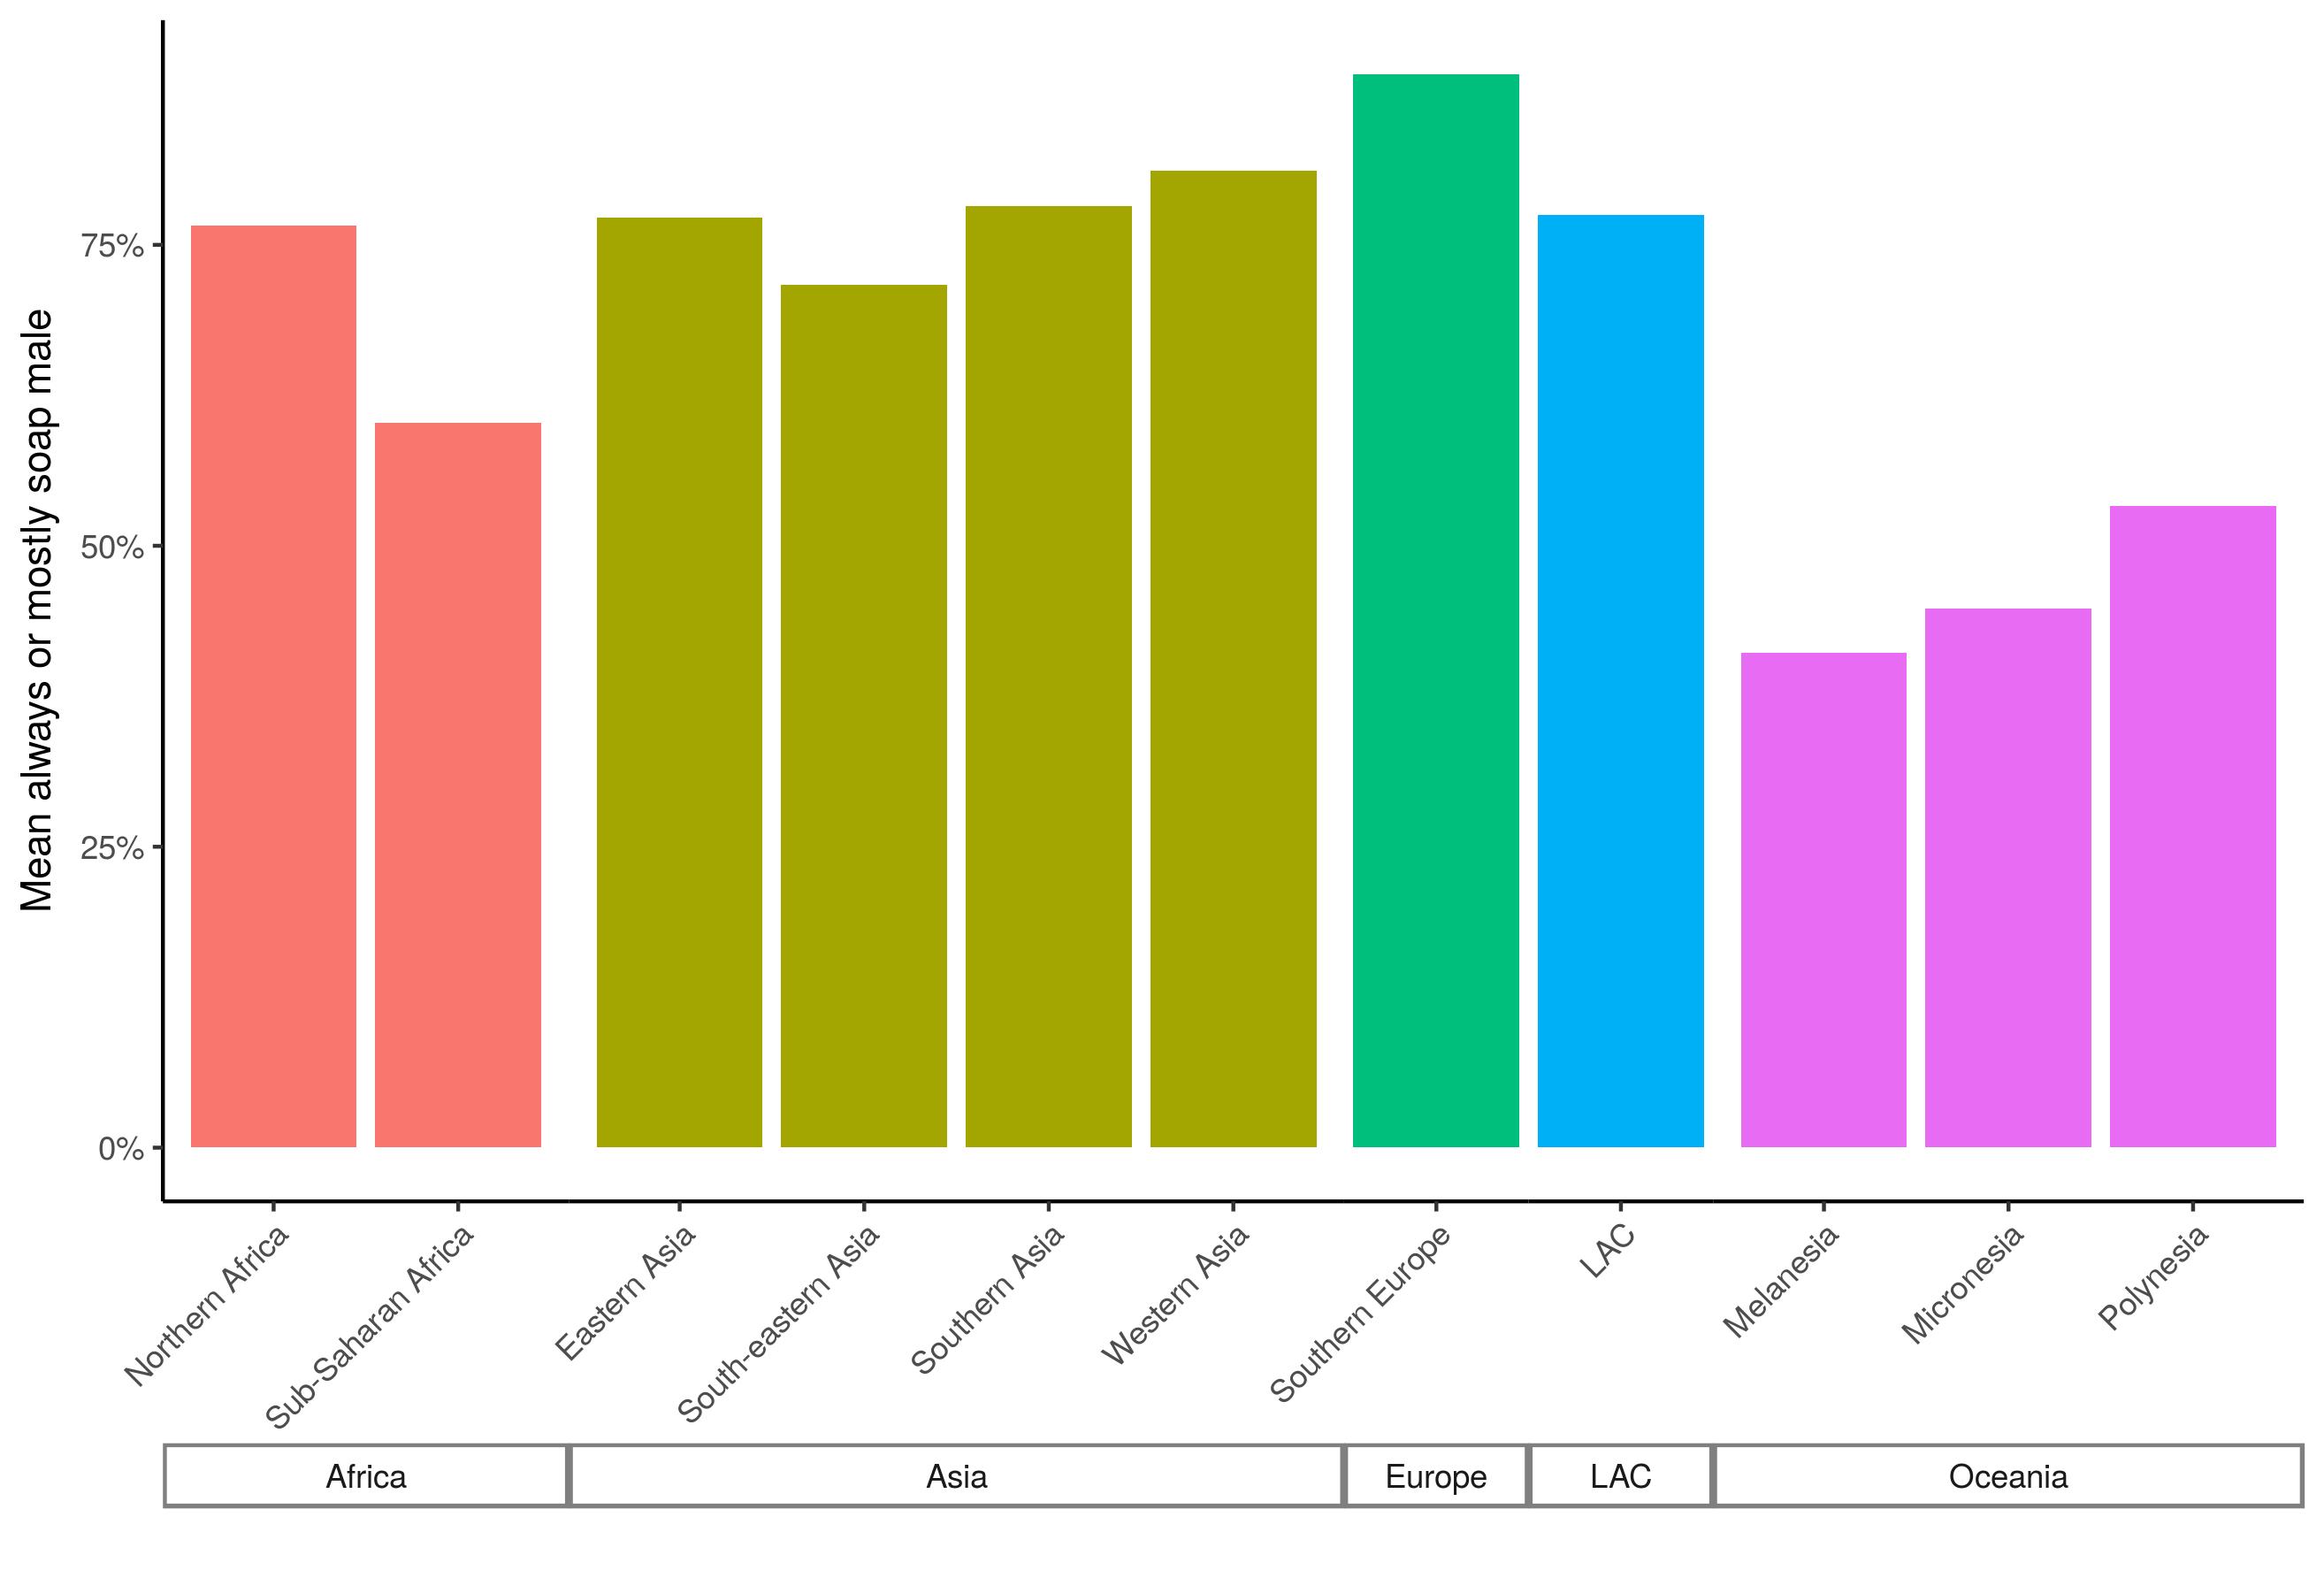 Mean always or mostly soap male
75%
50%
25%
0%
Northern Africa
Sub-Saharan Africa
Eastern Asia
South-eastern Asia
Southern Asia
Western Asia
Southern Europe
LAC
Melanesia
Micronesia
Polynesia
Africa
Asia
Europe
LAC
Oceania